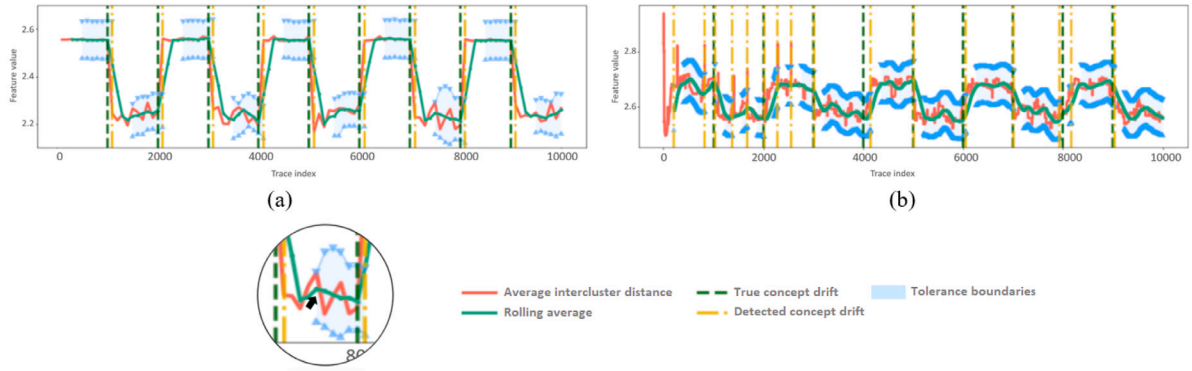 2.6
2.4
2.2
Feature value
0 2000 4000 6000 8000 10000
Trace index
(a)
2.8
2.6
Feature value
0 2000 4000 6000 8000 10000
Trace index
(b)
80
Average intercluster distance
Rolling average
True concept drift
Detected concept drift
Tolerance boundaries